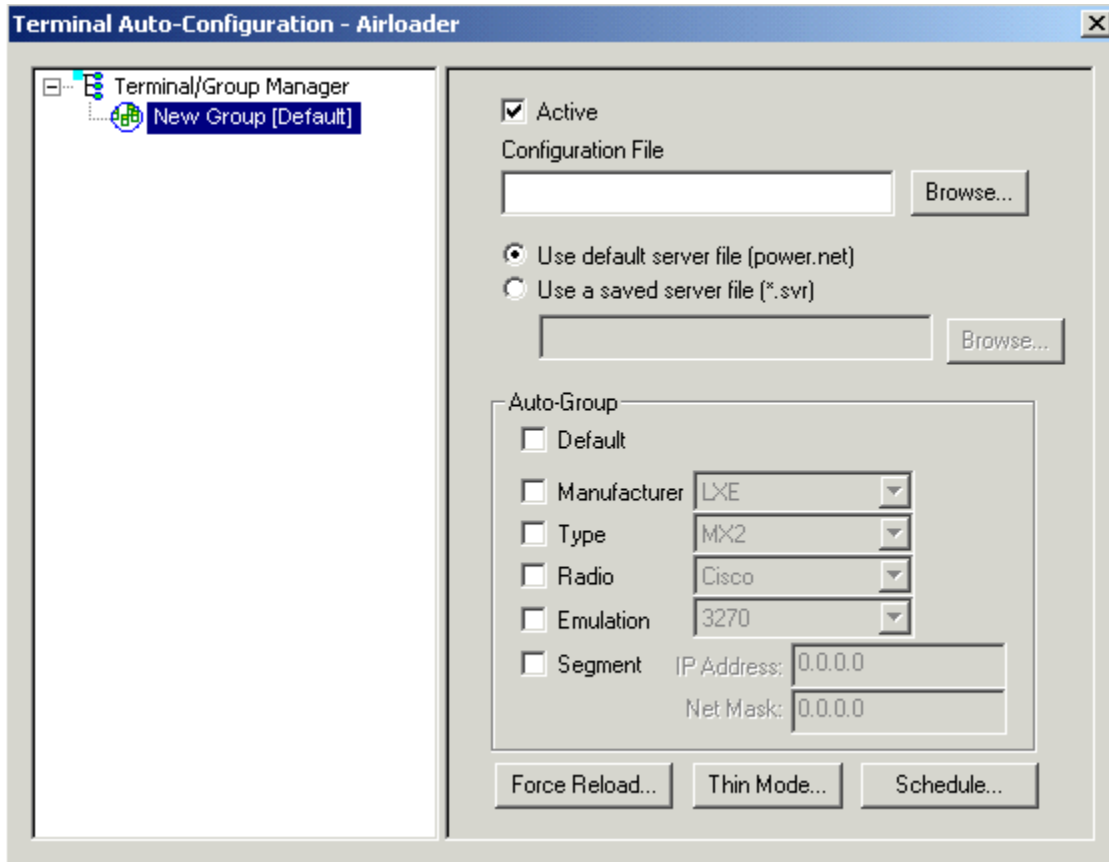 Terminal Auto-Configuration - Airloader
Terminal/Group Manager
New Group [Default]
Active
Configuration File
Browse...
Use default server file (power.net)
Use a saved server file (*.svr)
Browse...
Auto-Group
Default
Manufacturer LXE
Type MX2
Radio Cisco
Emulation 3270
Segment IP Address: 0.0.0.0
Net Mask: 0.0.0.0
Force Reload... Thin Mode... Schedule...